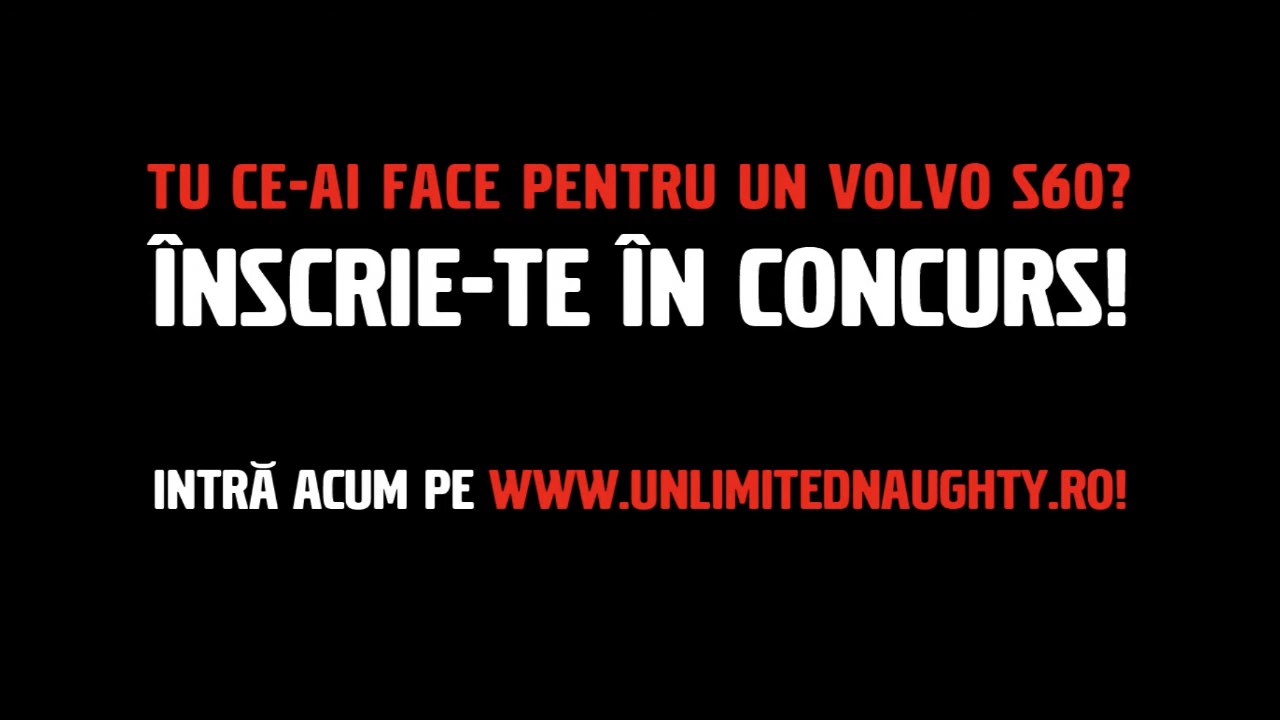 TU CE-AI FACE PENTRU UN VOLVO S60?
ÎNSCRIE-TE ÎN CONCURS!
INTRĂ ACUM PE WWW.UNLIMITEDNAUGHTY.RO!